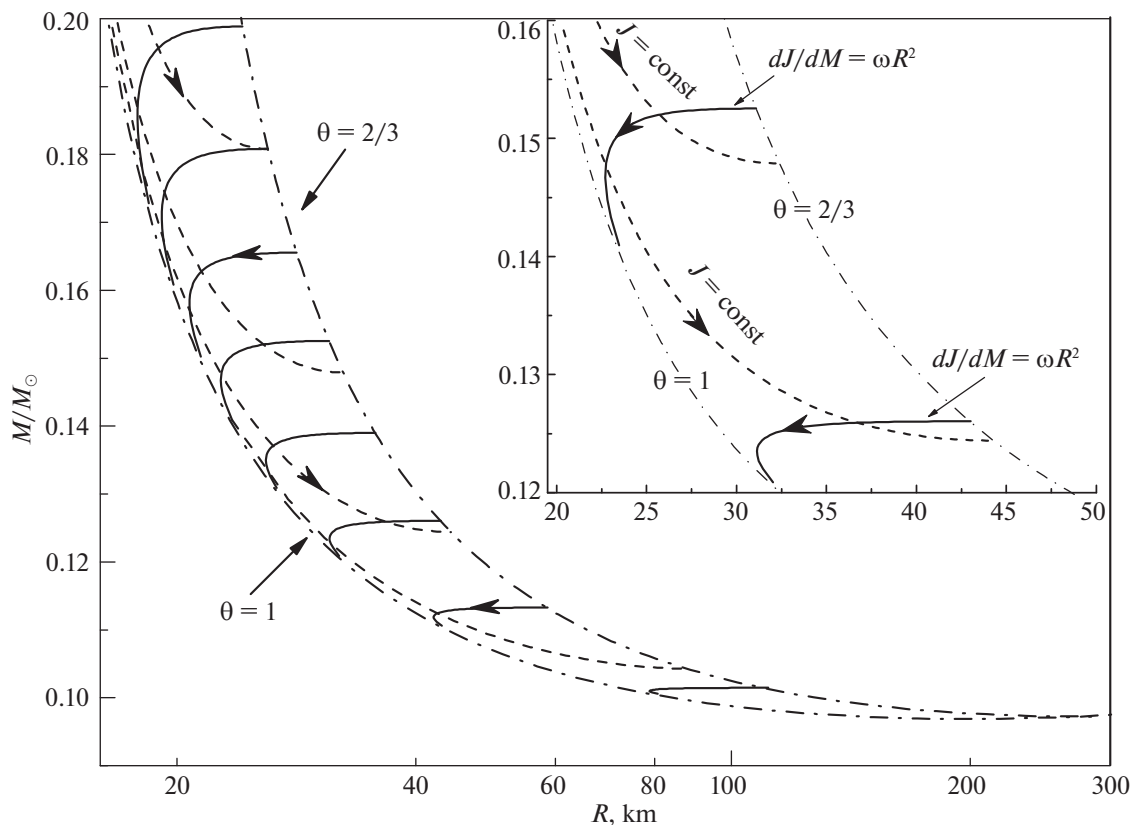 0.20
0.18
0.16
0.14
0.12
0.10
M/M⊙
20
40
60
80
100
200
300
R, km
θ = 2/3
θ = 1
0.16
0.15
0.14
0.13
0.12
20
25
30
35
40
45
50
J = const
dJ/dM = ωR²
θ = 2/3
J = const
θ = 1
dJ/dM = ωR²